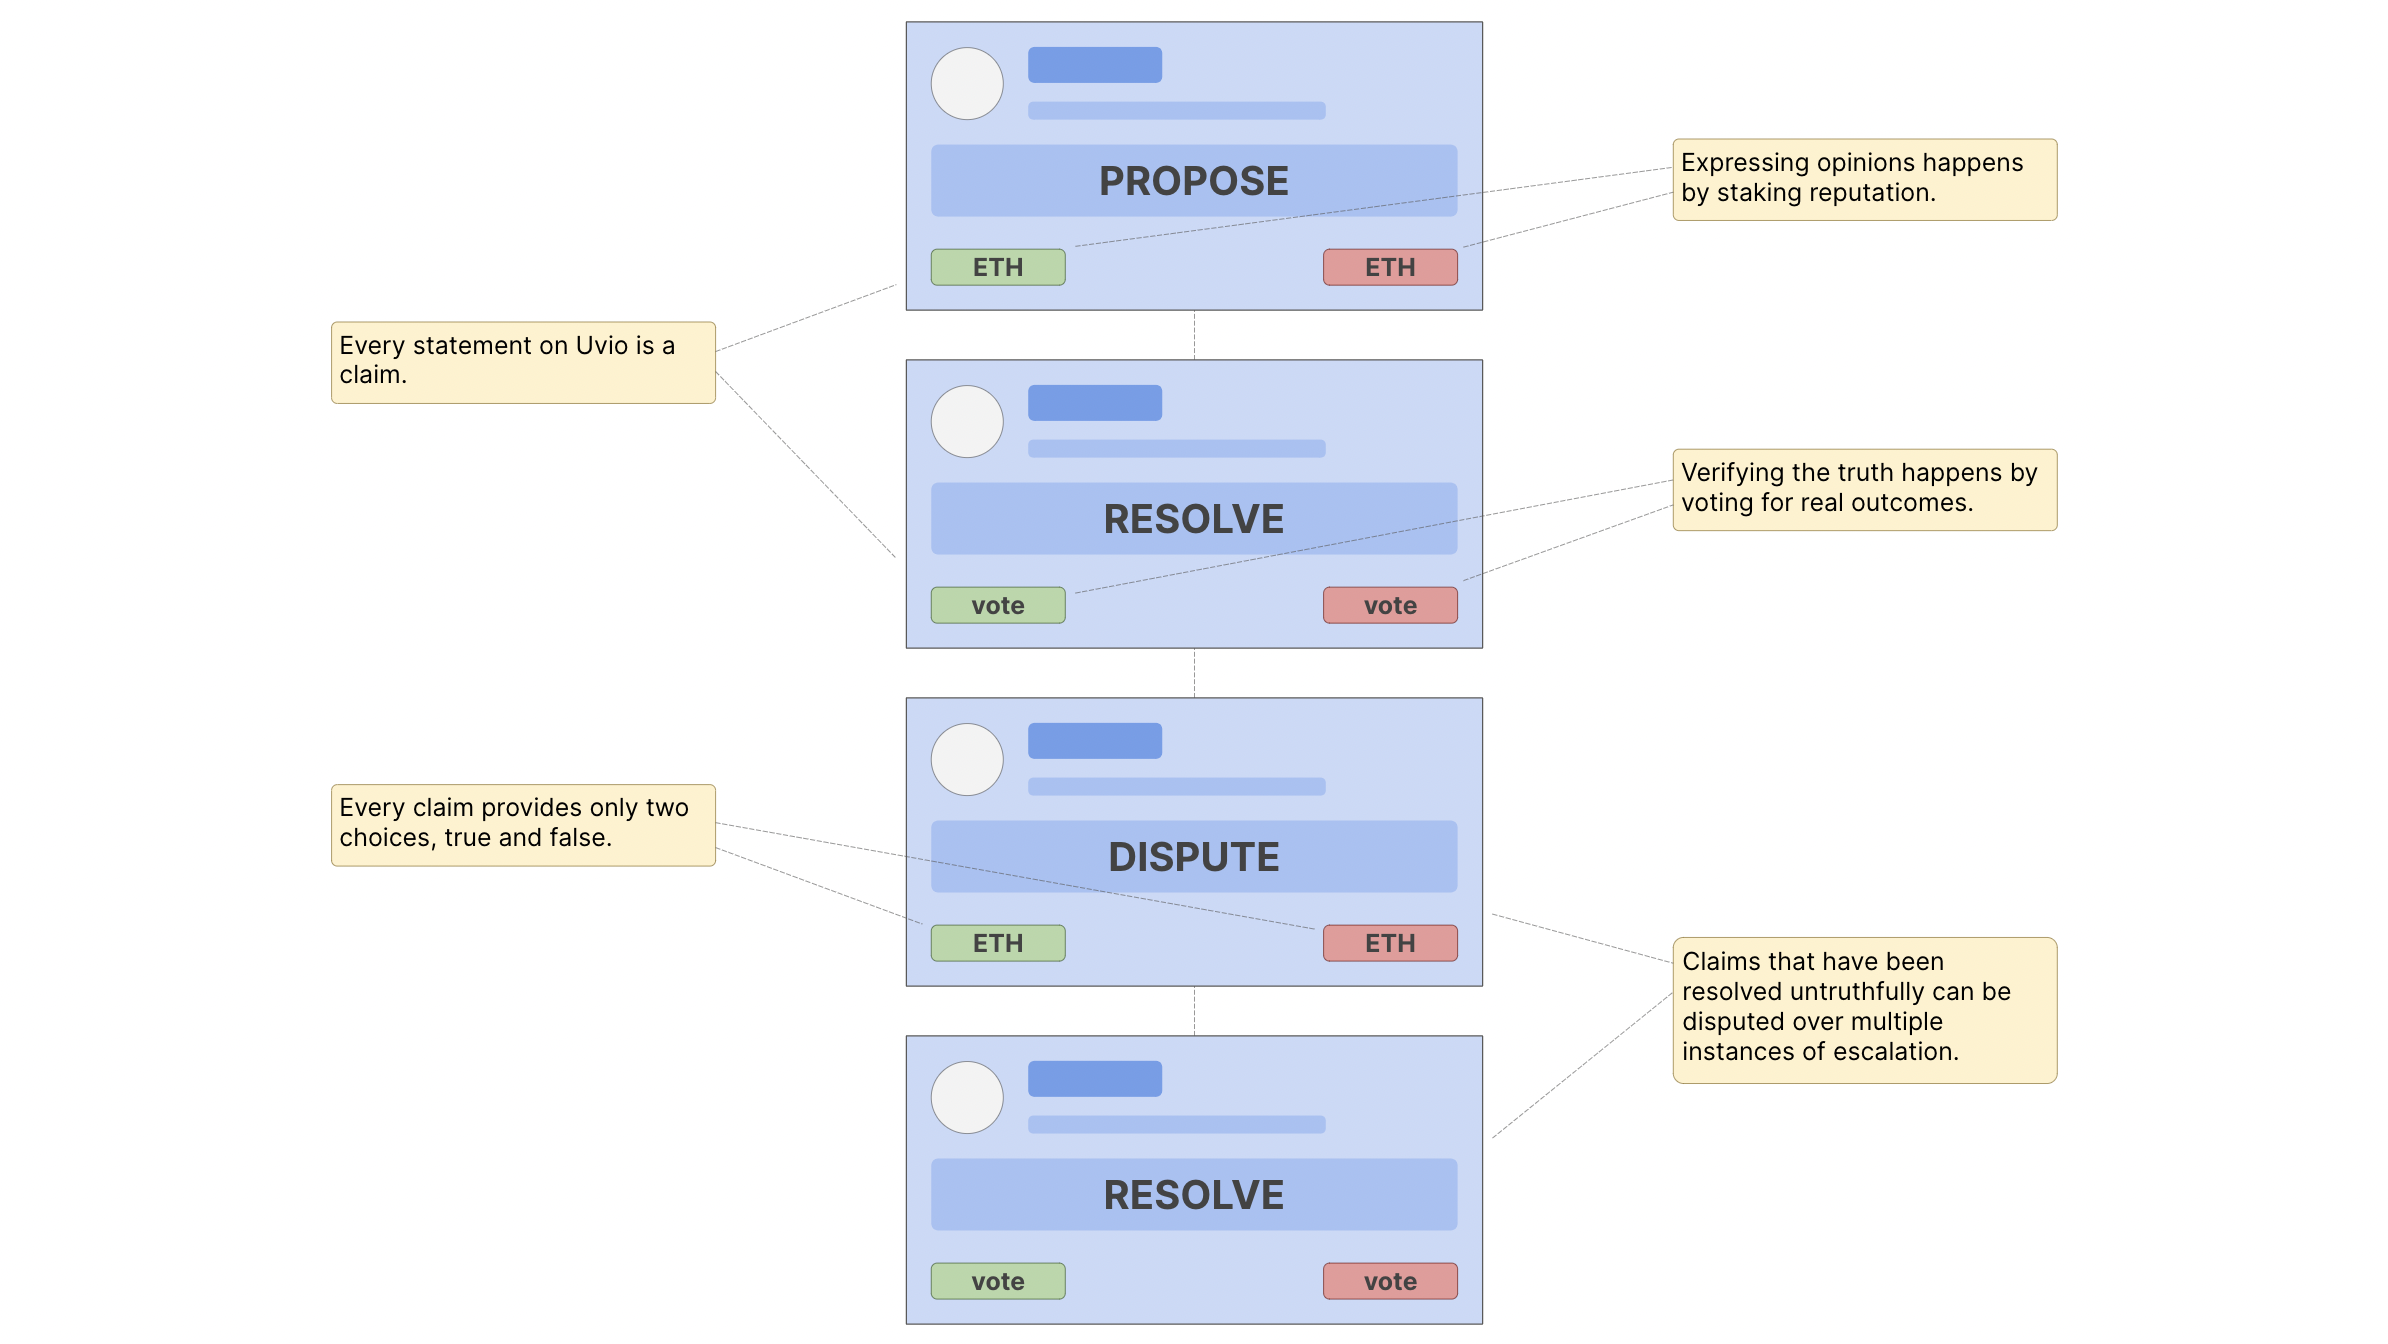 PROPOSE
Expressing opinions happens
by staking reputation.
ETH
ETH
Every statement on Uvio is a
claim.
RESOLVE
Verifying the truth happens by
voting for real outcomes.
vote
vote
Every claim provides only two
choices, true and false.
DISPUTE
ETH
ETH
Claims that have been
resolved untruthfully can be
disputed over multiple
instances of escalation.
RESOLVE
vote
vote